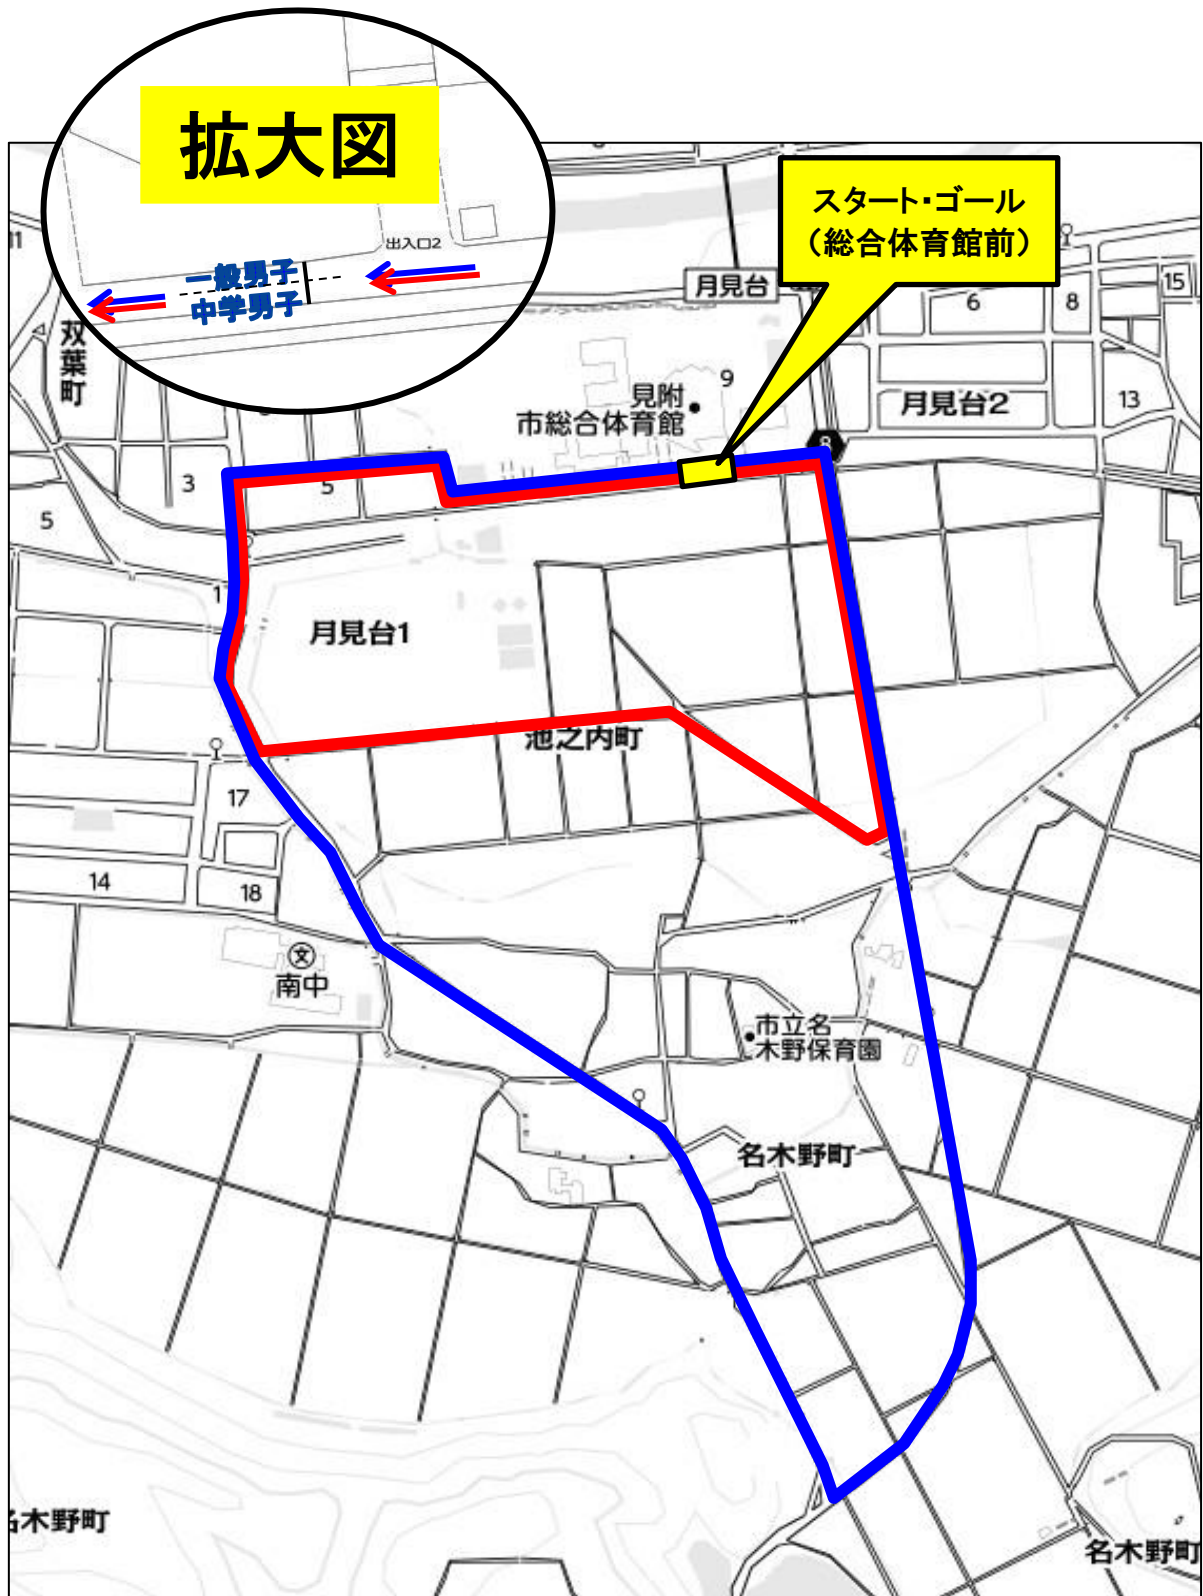 拡大図
出入口2
一般男子
中学男子
スタート・ゴール
（総合体育館前）
11
双
葉
町
月見台
6
8
15
9
見附
市総合体育館
月見台2
13
8
3
5
5
1
月見台1
池之内町
17
14
18
文
南中
市立名
木野保育園
名木野町
名木野町
名木野町